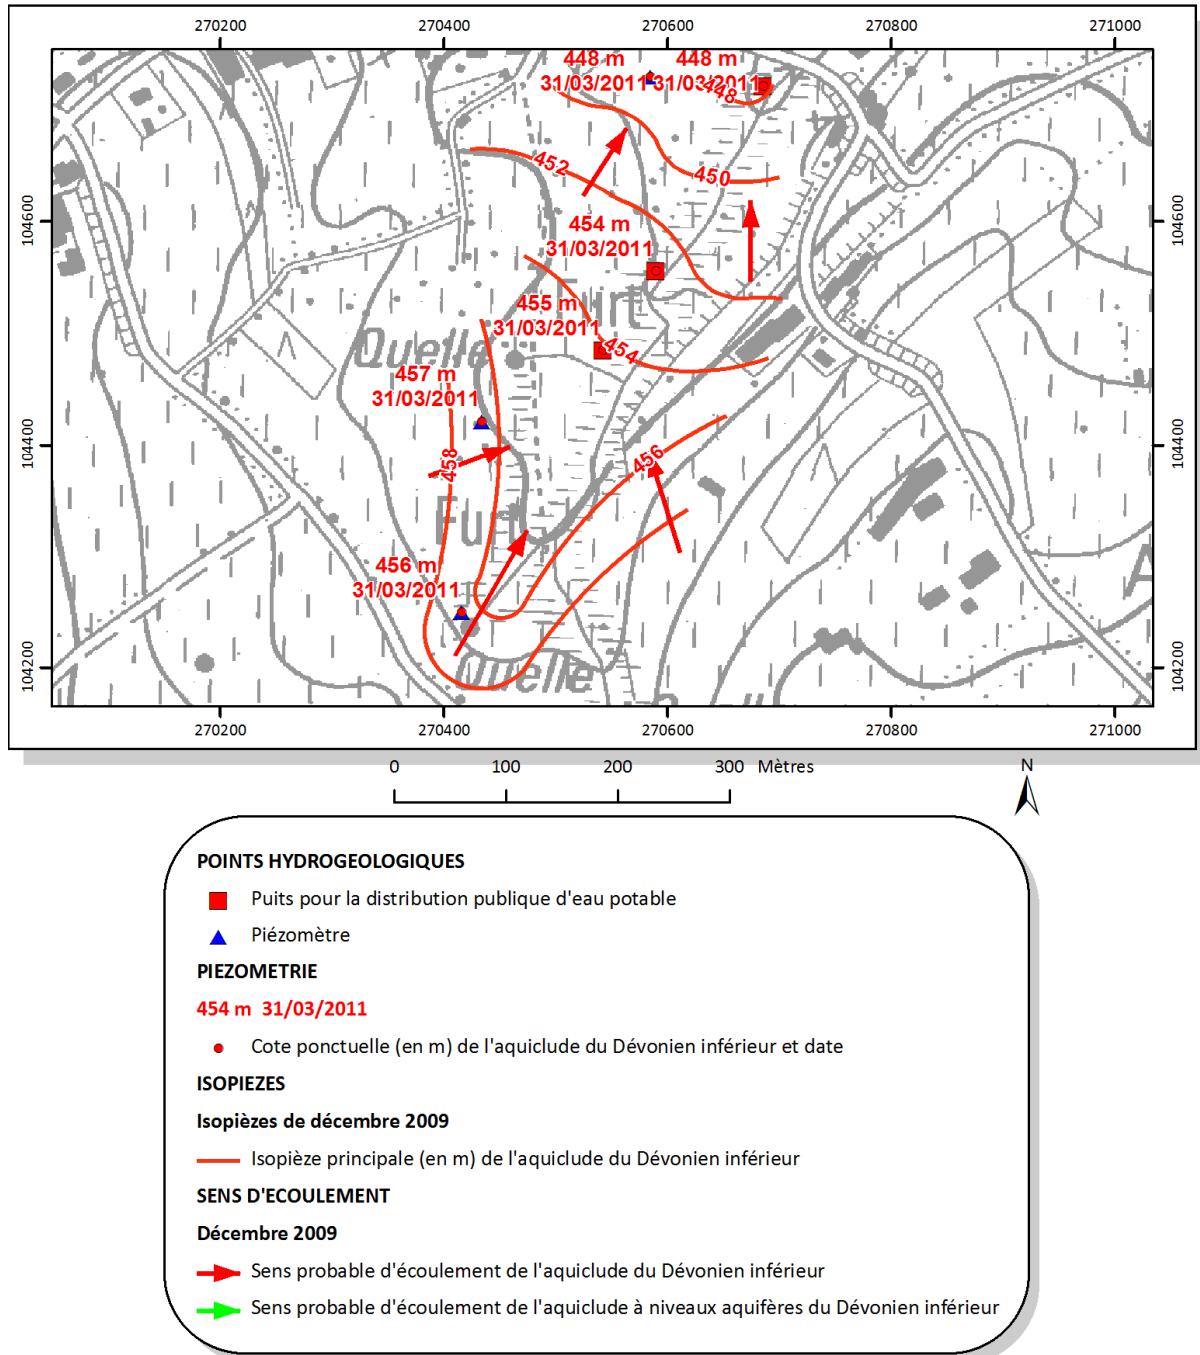 270200 270400 270600 270800 271000
448 m 448 m
31/03/2011 31/03/2011
448
452
450
104600 104600
454 m
31/03/2011
455 m
31/03/2011
454
Quelle
457 m
31/03/2011
104400 104400
458
456
456 m
31/03/2011
104200 104200
Quelle
270200 270400 270600 270800 271000
0 100 200 300 Mètres
N
POINTS HYDROGEOLOGIQUES
Puits pour la distribution publique d'eau potable
Piézomètre
PIEZOMETRIE
454 m 31/03/2011
Cote ponctuelle (en m) de l'aquiclude du Dévonien inférieur et date
ISOPIEZES
Isopièzes de décembre 2009
Isopièze principale (en m) de l'aquiclude du Dévonien inférieur
SENS D'ECOULEMENT
Décembre 2009
Sens probable d'écoulement de l'aquiclude du Dévonien inférieur
Sens probable d'écoulement de l'aquiclude à niveaux aquifères du Dévonien inférieur